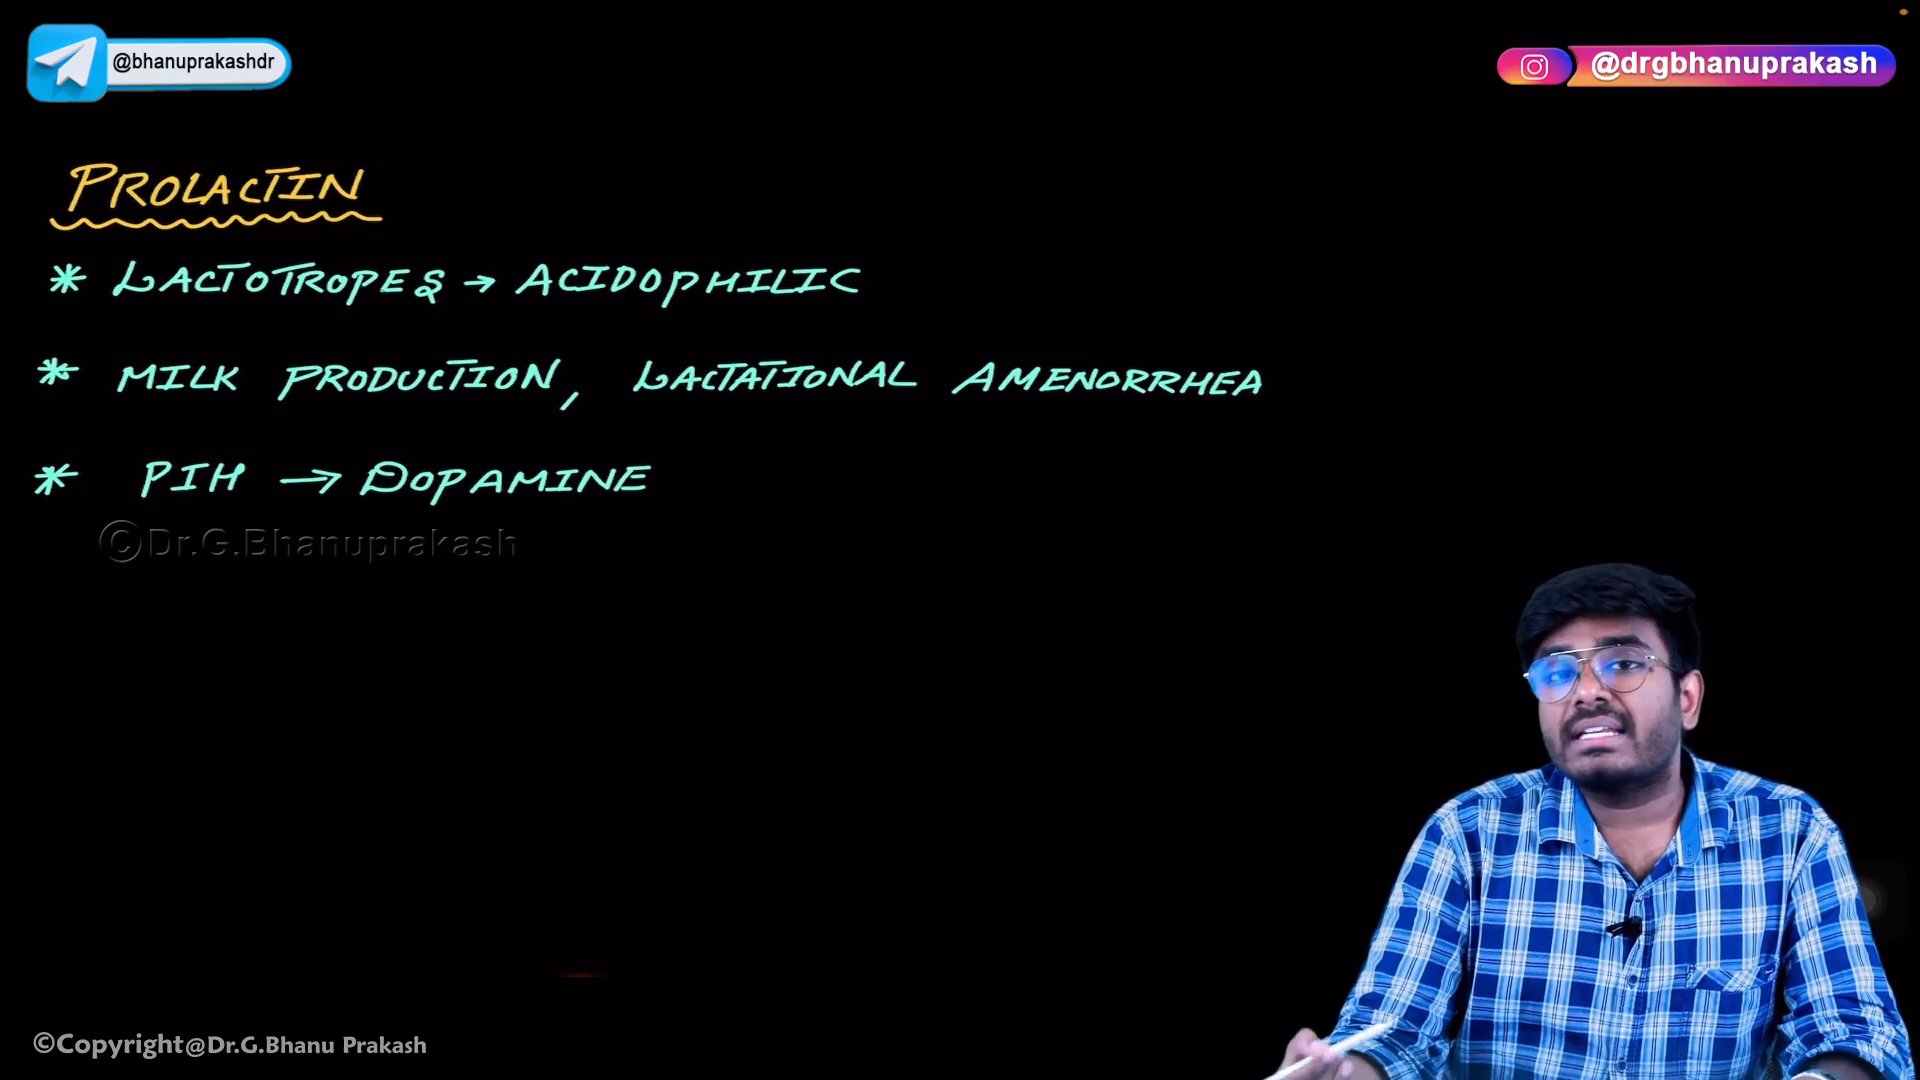 @bhanuprakashdr
@drgbhanuprakash
PROLACTIN
* LACTOTROPES → ACIDOPHILIC
* MILK PRODUCTION, LACTATIONAL AMENORRHEA
* PIH → DOPAMINE
©Dr.G.Bhanuprakash
©Copyright@Dr.G.Bhanu Prakash